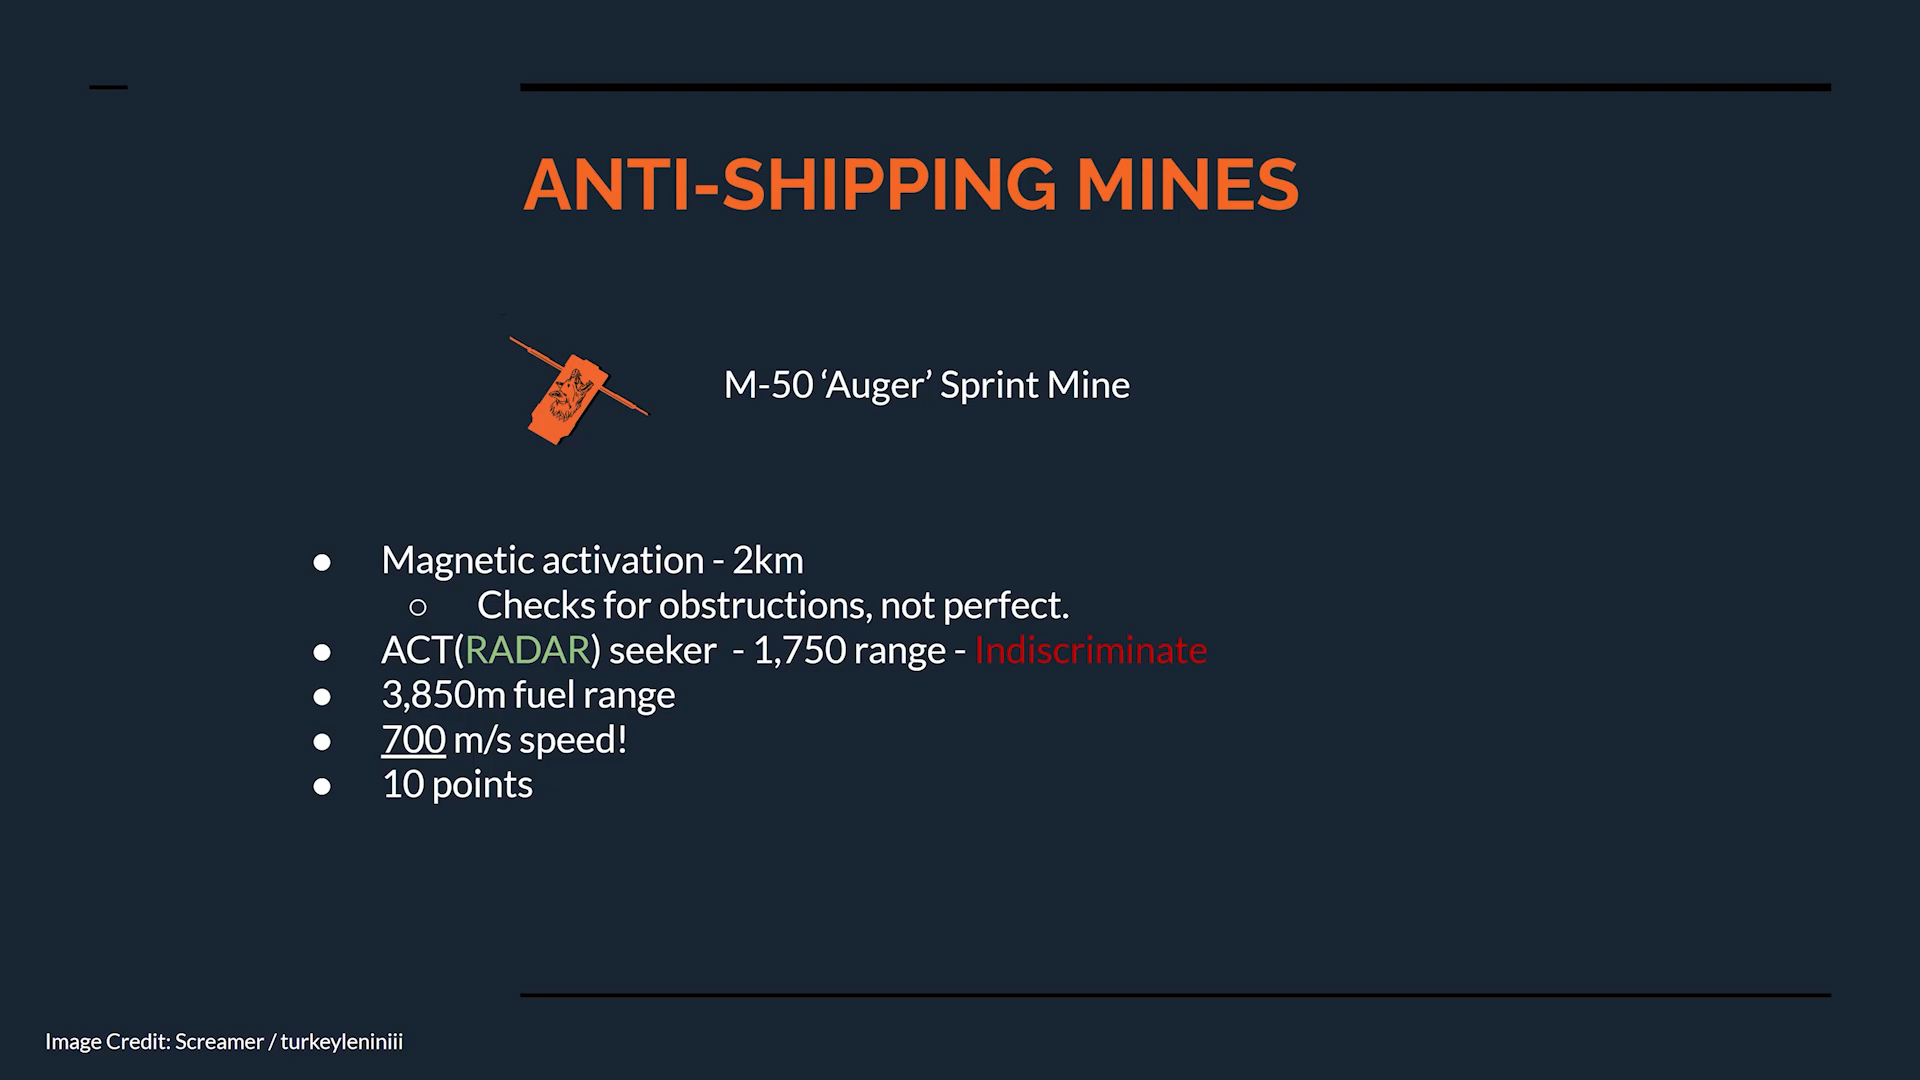 ANTI-SHIPPING MINES
M-50 ‘Auger’ Sprint Mine
● Magnetic activation - 2km
○ Checks for obstructions, not perfect.
● ACT(RADAR) seeker - 1,750 range - Indiscriminate
● 3,850m fuel range
● 700 m/s speed!
● 10 points
Image Credit: Screamer / turkeyleniniii